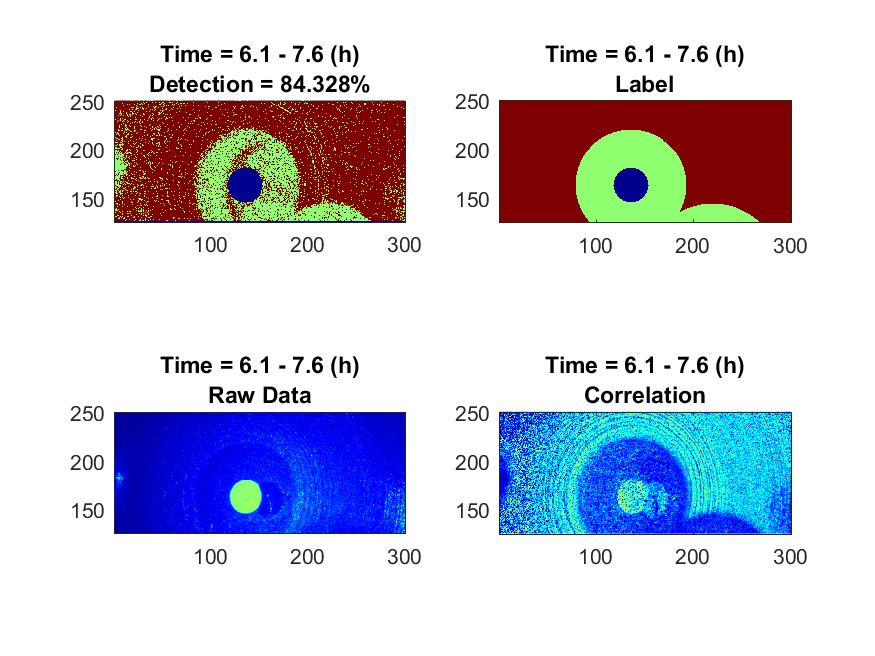 Time = 6.1 - 7.6 (h)
Detection = 84.328%
250
200
150
100 200 300
Time = 6.1 - 7.6 (h)
Label
250
200
150
100 200 300
Time = 6.1 - 7.6 (h)
Raw Data
250
200
150
100 200 300
Time = 6.1 - 7.6 (h)
Correlation
250
200
150
100 200 300